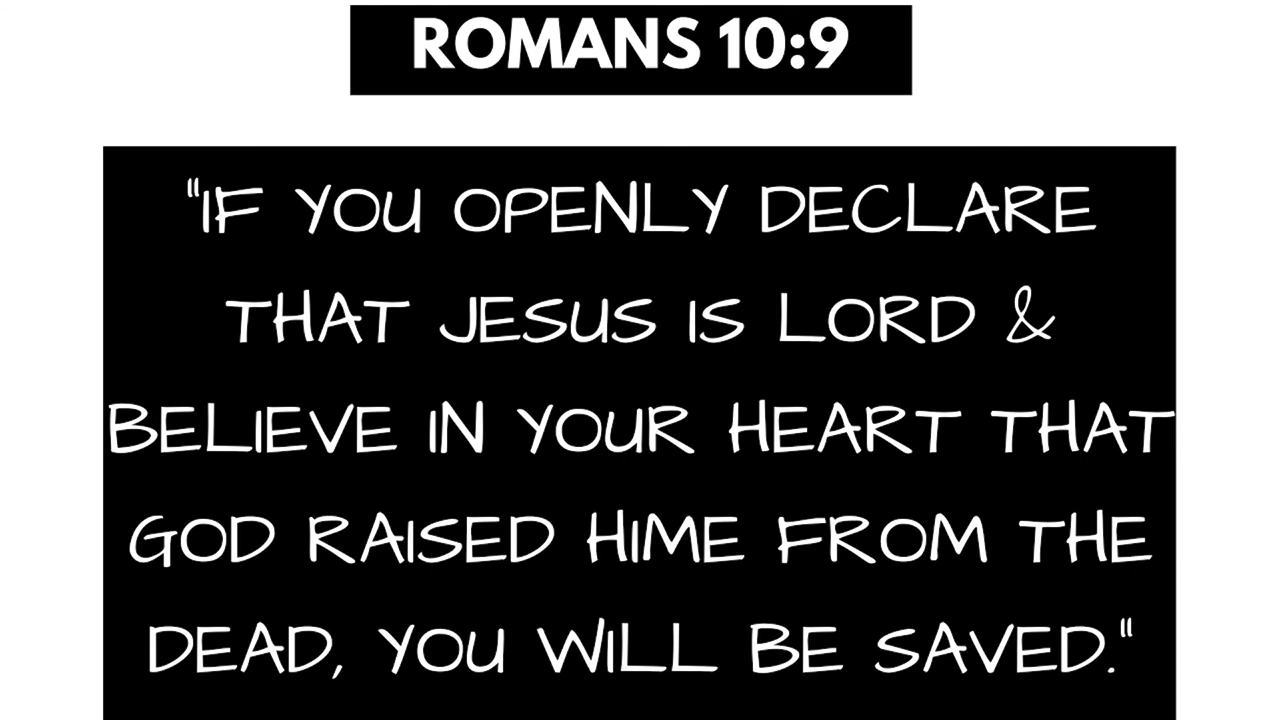 ROMANS 10:9
"IF YOU OPENLY DECLARE
THAT JESUS IS LORD &
BELIEVE IN YOUR HEART THAT
GOD RAISED HIME FROM THE
DEAD, YOU WILL BE SAVED."